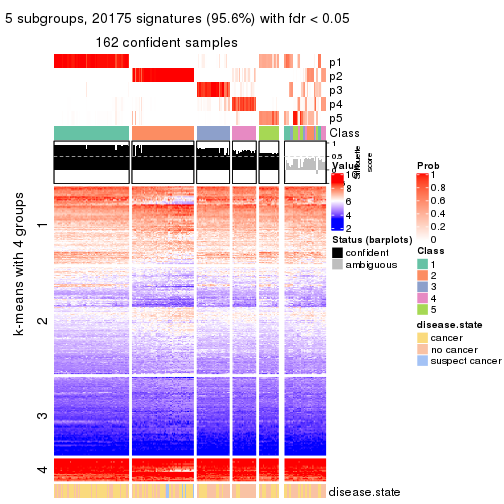 5 subgroups, 20175 signatures (95.6%) with fdr < 0.05
162 confident samples
p1
p2
p3
p4
p5
Class
1
0.5
0
Silhouette
score
k-means with 4 groups
1
2
3
4
disease.state
Value
10
8
6
4
2
Status (barplots)
confident
ambiguous
Prob
1
0.8
0.6
0.4
0.2
0
Class
1
2
3
4
5
disease.state
cancer
no cancer
suspect cancer